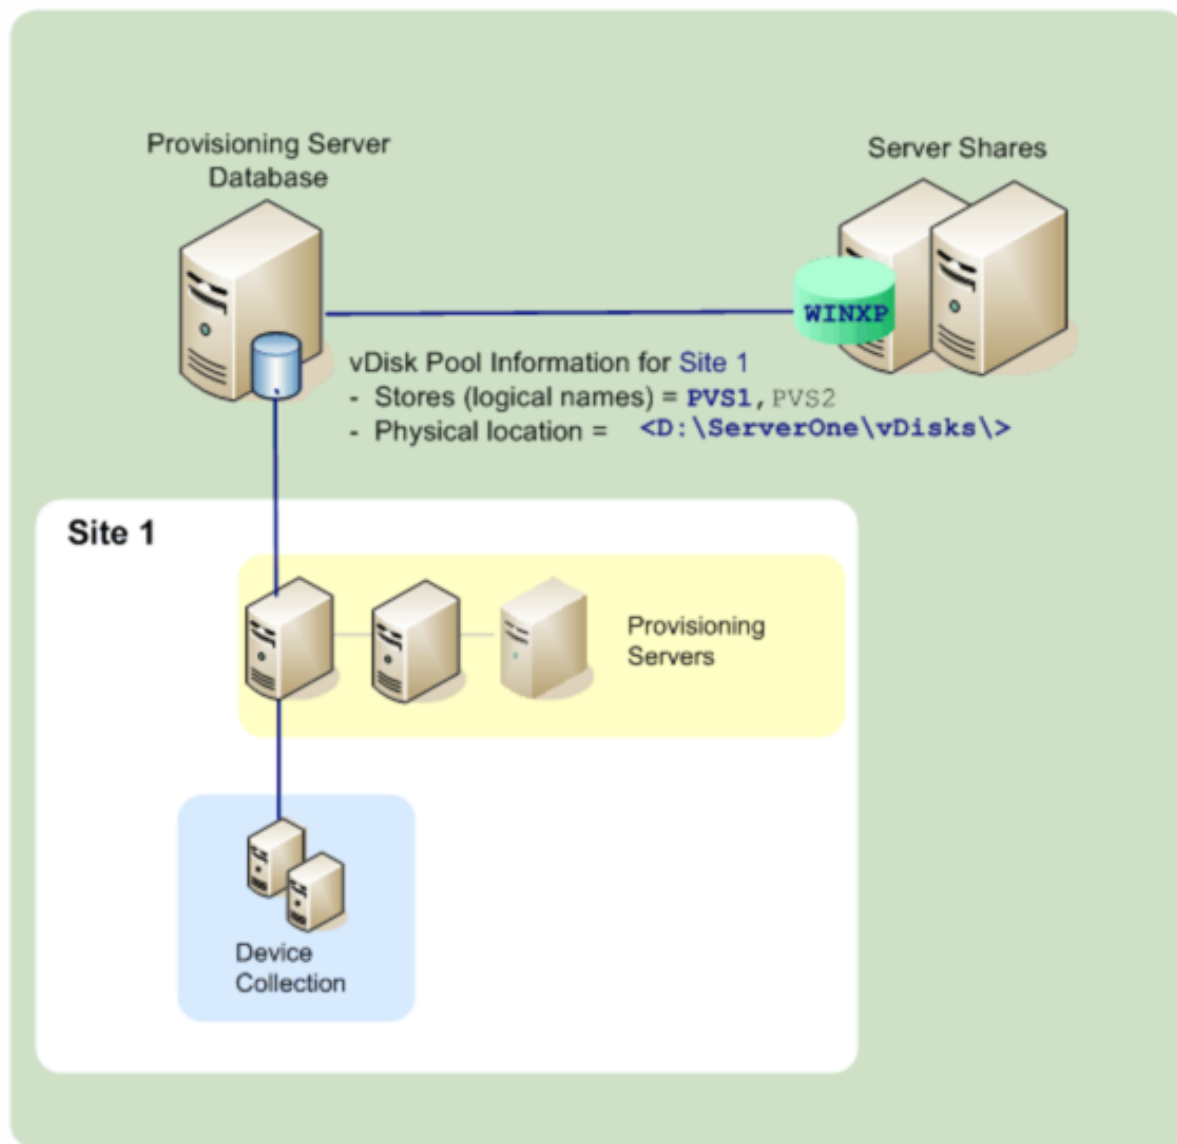 Provisioning Server
Database
Server Shares
WINXP
vDisk Pool Information for Site 1
- Stores (logical names) = PVS1, PVS2
- Physical location = <D:\ServerOne\vDisks\>
Site 1
Provisioning
Servers
Device
Collection